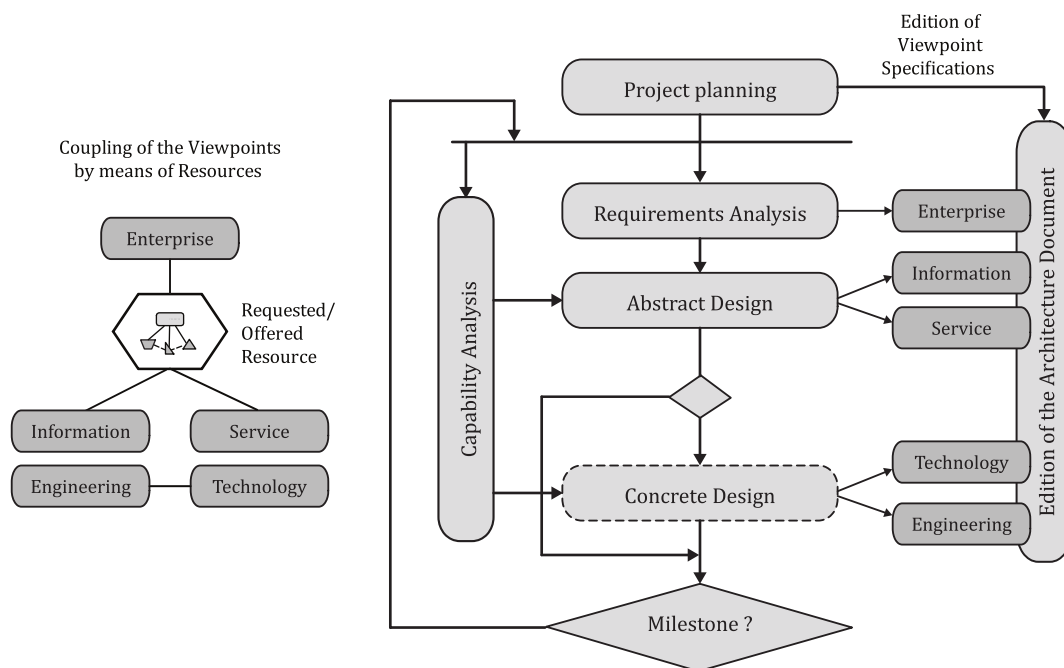 Coupling of the Viewpoints
by means of Resources
Enterprise
Requested/
Offered
Resource
Information
Service
Engineering
Technology
Edition of
Viewpoint
Specifications
Project planning
Requirements Analysis
Enterprise
Abstract Design
Information
Service
Capability Analysis
Concrete Design
Technology
Engineering
Milestone ?
Edition of the Architecture Document